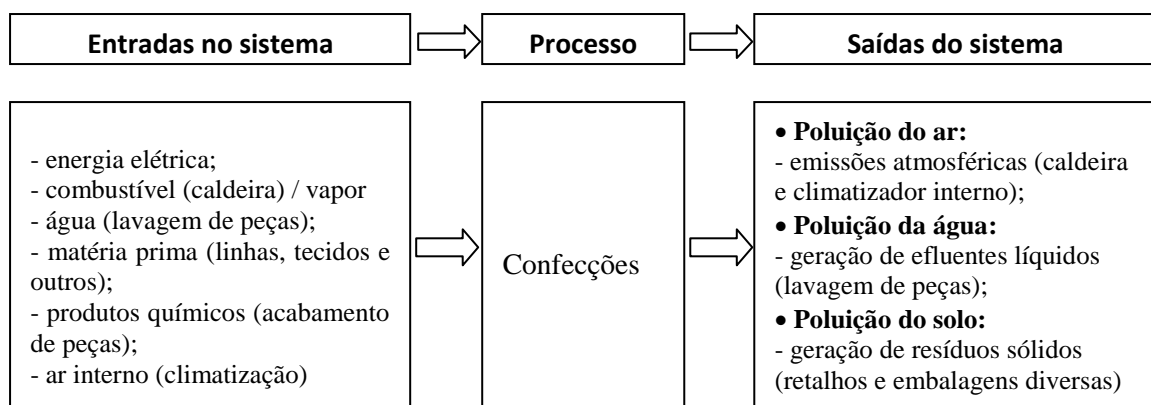 Entradas no sistema
Processo
Saídas do sistema
- energia elétrica;
- combustível (caldeira) / vapor
- água (lavagem de peças);
- matéria prima (linhas, tecidos e
outros);
- produtos químicos (acabamento
de peças);
- ar interno (climatização)
Confecções
• Poluição do ar:
- emissões atmosféricas (caldeira
e climatizador interno);
• Poluição da água:
- geração de efluentes líquidos
(lavagem de peças);
• Poluição do solo:
- geração de resíduos sólidos
(retalhos e embalagens diversas)